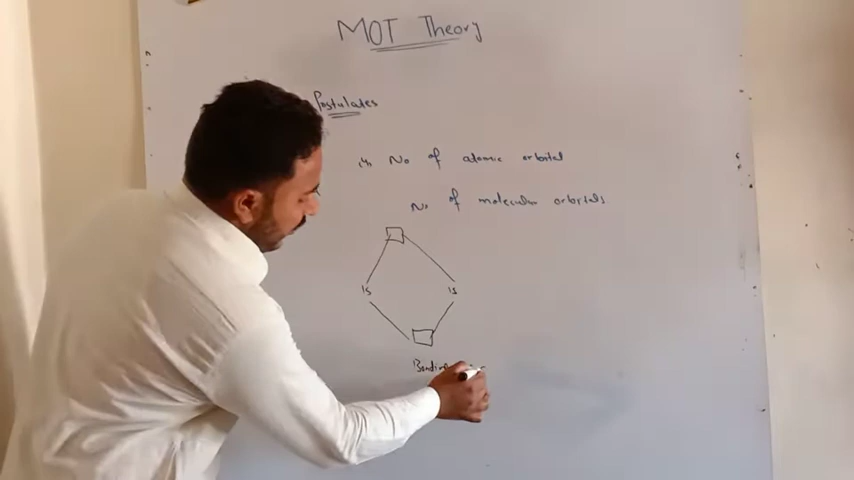 MOT Theory
Postulates
(i) No of atomic orbital
No of molecular orbitals
1s 1s